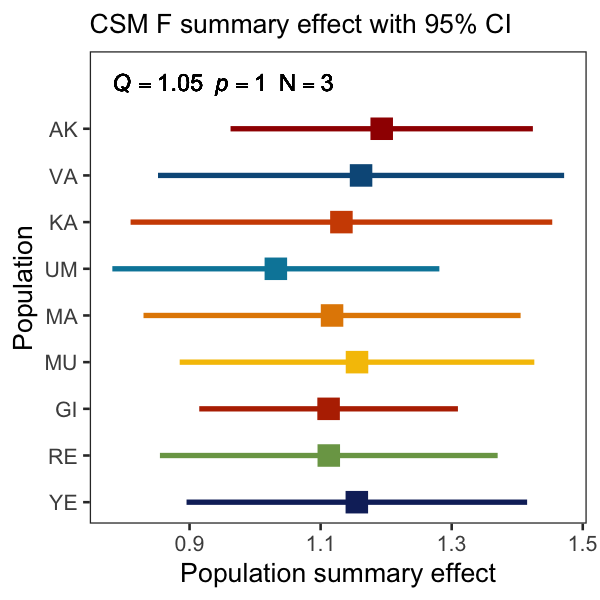 CSM F summary effect with 95% CI
Q = 1.05 p = 1 N = 3
Population
AK
VA
KA
UM
MA
MU
GI
RE
YE
0.9 1.1 1.3 1.5
Population summary effect